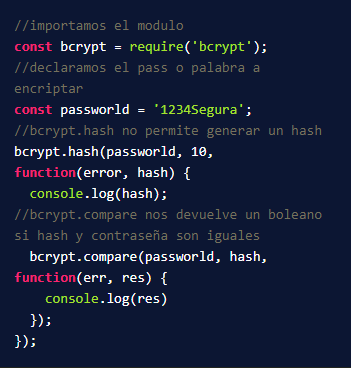 //importamos el modulo
const bcrypt = require('bcrypt');
//declaramos el pass o palabra a
encriptar
const passworld = '1234Segura';
//bcrypt.hash no permite generar un hash
bcrypt.hash(passworld, 10,
function(error, hash) {
  console.log(hash);
//bcrypt.compare nos devuelve un boleano
si hash y contraseña son iguales
  bcrypt.compare(passworld, hash,
function(err, res) {
    console.log(res)
  });
});